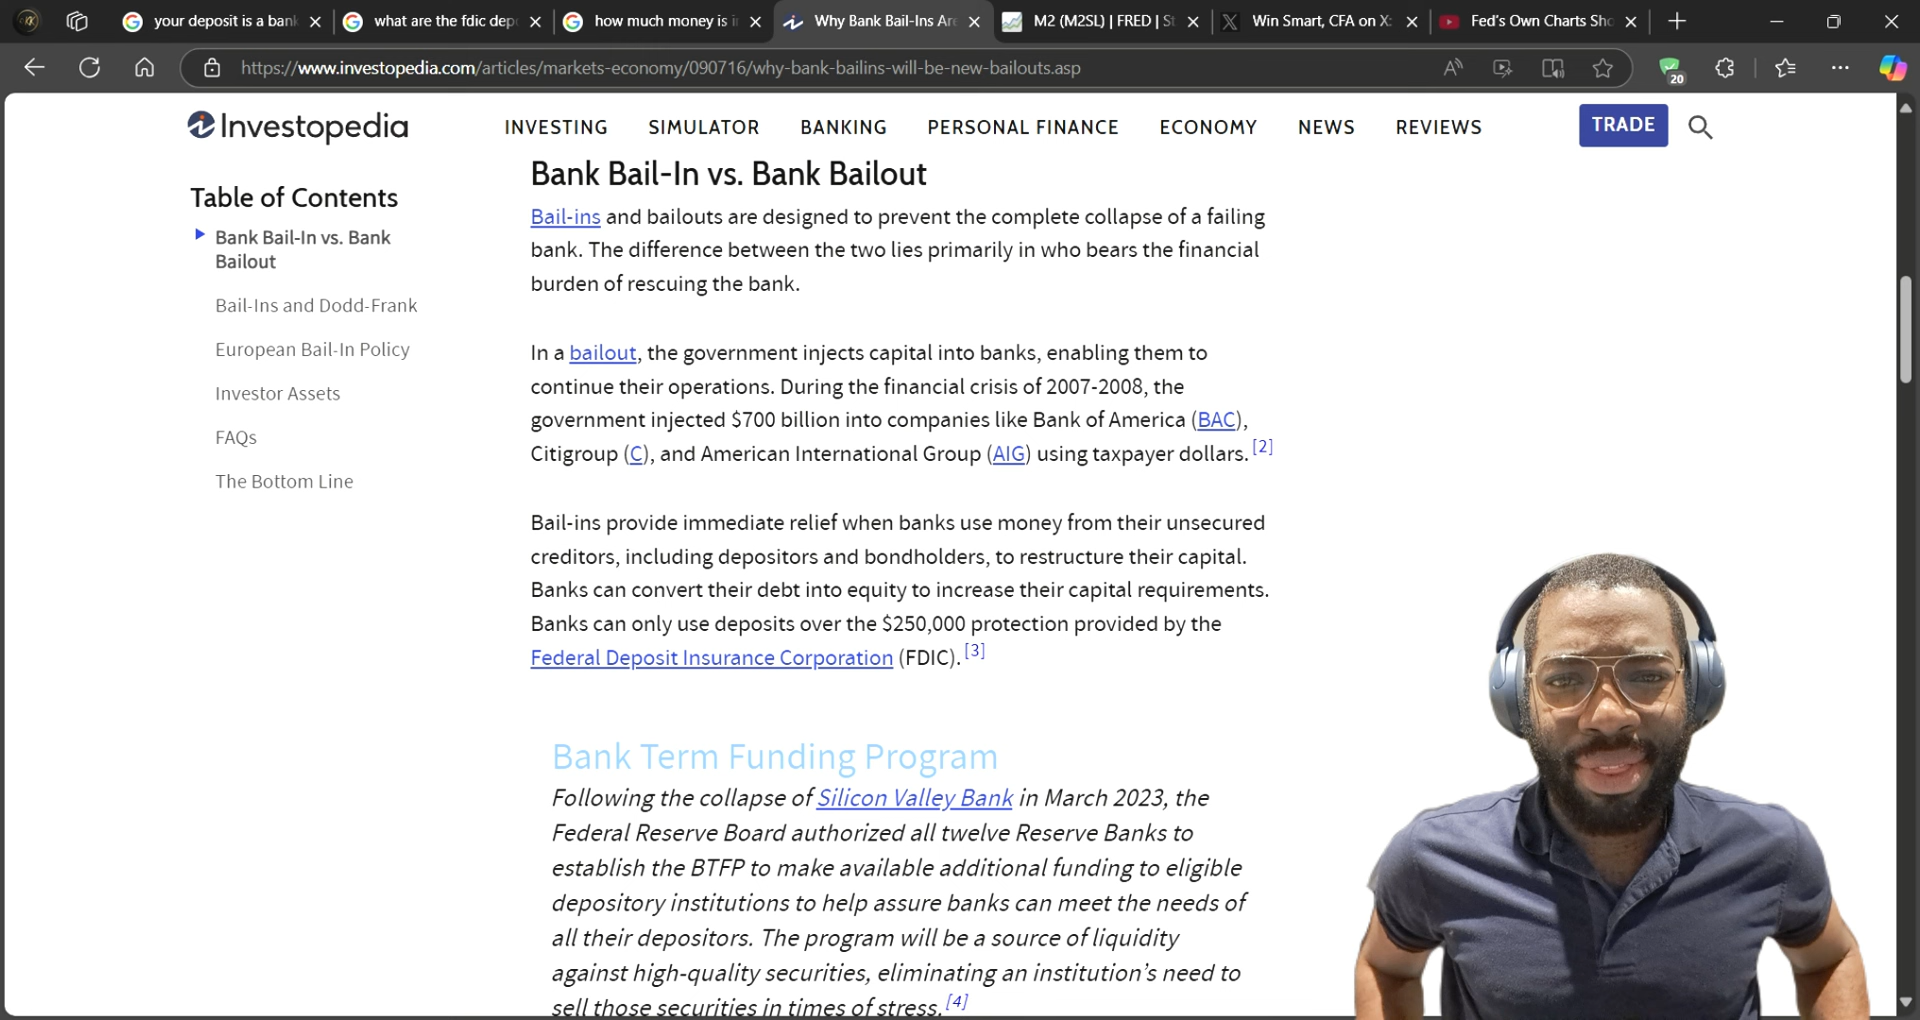 your deposit is a bank
what are the fdic dep
how much money is i
Why Bank Bail-Ins Are
M2 (M2SL) | FRED | St
Win Smart, CFA on X:
Fed's Own Charts Sho
https://www.investopedia.com/articles/markets-economy/090716/why-bank-bailins-will-be-new-bailouts.asp
20
Investopedia
INVESTING
SIMULATOR
BANKING
PERSONAL FINANCE
ECONOMY
NEWS
REVIEWS
TRADE
Table of Contents
Bank Bail-In vs. Bank
Bailout
Bail-Ins and Dodd-Frank
European Bail-In Policy
Investor Assets
FAQs
The Bottom Line
Bank Bail-In vs. Bank Bailout
Bail-ins and bailouts are designed to prevent the complete collapse of a failing
bank. The difference between the two lies primarily in who bears the financial
burden of rescuing the bank.
In a bailout, the government injects capital into banks, enabling them to
continue their operations. During the financial crisis of 2007-2008, the
government injected $700 billion into companies like Bank of America (BAC),
Citigroup (C), and American International Group (AIG) using taxpayer dollars. [2]
Bail-ins provide immediate relief when banks use money from their unsecured
creditors, including depositors and bondholders, to restructure their capital.
Banks can convert their debt into equity to increase their capital requirements.
Banks can only use deposits over the $250,000 protection provided by the
Federal Deposit Insurance Corporation (FDIC). [3]
Bank Term Funding Program
Following the collapse of Silicon Valley Bank in March 2023, the
Federal Reserve Board authorized all twelve Reserve Banks to
establish the BTFP to make available additional funding to eligible
depository institutions to help assure banks can meet the needs of
all their depositors. The program will be a source of liquidity
against high-quality securities, eliminating an institution's need to
sell those securities in times of stress. [4]